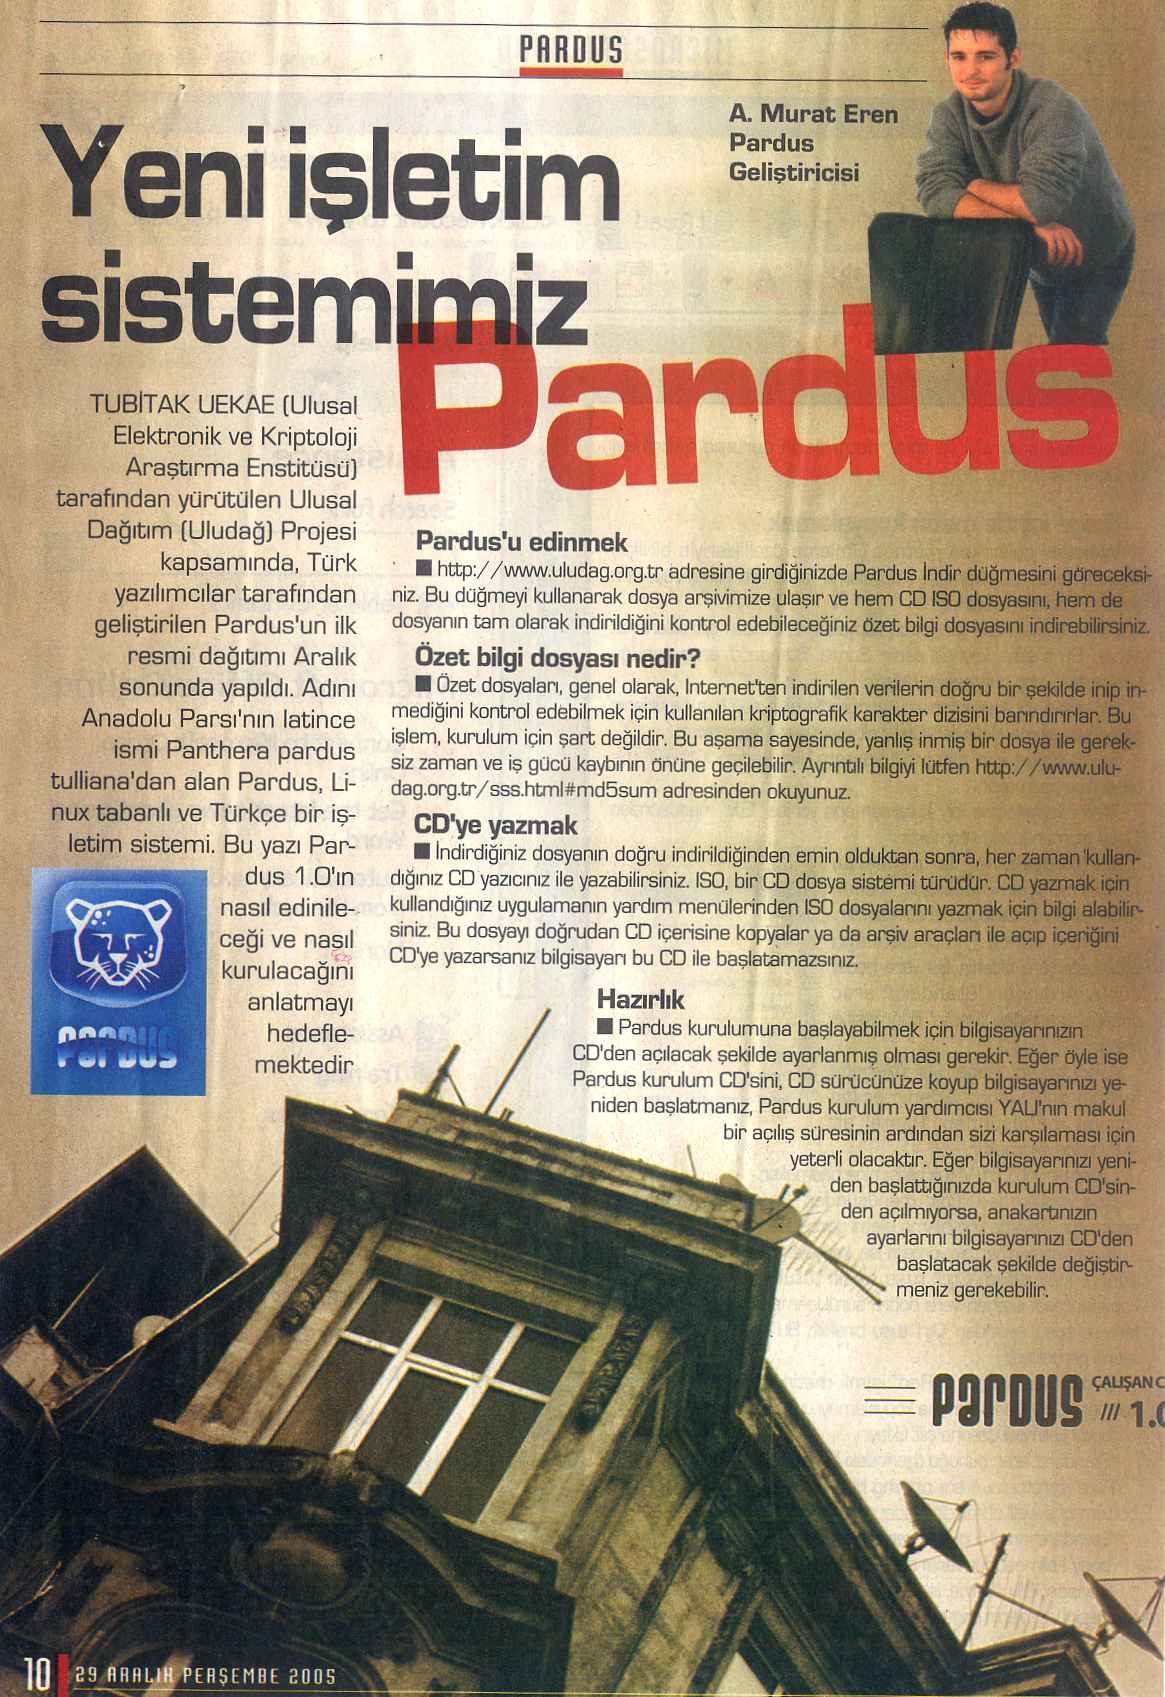 PARDUS
A. Murat Eren
Pardus
Geliştiricisi
Yeni işletim
sistemimiz
Pardus
TUBİTAK UEKAE (Ulusal
Elektronik ve Kriptoloji
Araştırma Enstitüsü)
tarafından yürütülen Ulusal
Dağıtım (Uludağ) Projesi
kapsamında, Türk
yazılımcılar tarafından
geliştirilen Pardus'un ilk
resmi dağıtımı Aralık
sonunda yapıldı. Adını
Anadolu Parsı'nın latince
ismi Panthera pardus
tulliana'dan alan Pardus, Li-
nux tabanlı ve Türkçe bir iş-
letim sistemi. Bu yazı Par-
dus 1.0'ın
nasıl edinile-
ceği ve nasıl
kurulacağını
anlatmayı
hedefle-
mektedir
PARDUS
Pardus'u edinmek
■ http://www.uludag.org.tr adresine girdiğinizde Pardus İndir düğmesini göreceksi-
niz. Bu düğmeyi kullanarak dosya arşivimize ulaşır ve hem CD ISO dosyasını, hem de
dosyanın tam olarak indirildiğini kontrol edebileceğiniz özet bilgi dosyasını indirebilirsiniz.
Özet bilgi dosyası nedir?
■ Özet dosyaları, genel olarak, Internet'ten indirilen verilerin doğru bir şekilde inip in-
mediğini kontrol edebilmek için kullanılan kriptografik karakter dizisini barındırırlar. Bu
işlem, kurulum için şart değildir. Bu aşama sayesinde, yanlış inmiş bir dosya ile gerek-
siz zaman ve iş gücü kaybının önüne geçilebilir. Ayrıntılı bilgiyi lütfen http://www.ulu-
dag.org.tr/sss.html#md5sum adresinden okuyunuz.
CD'ye yazmak
■ İndirdiğiniz dosyanın doğru indirildiğinden emin olduktan sonra, her zaman kullan-
dığınız CD yazıcınız ile yazabilirsiniz. ISO, bir CD dosya sistemi türüdür. CD yazmak için
kullandığınız uygulamanın yardım menülerinden ISO dosyalarını yazmak için bilgi alabilir-
siniz. Bu dosyayı doğrudan CD içerisine kopyalar ya da arşiv araçları ile açıp içeriğini
CD'ye yazarsanız bilgisayarı bu CD ile başlatamazsınız.
Hazırlık
■ Pardus kurulumuna başlayabilmek için bilgisayarınızın
CD'den açılacak şekilde ayarlanmış olması gerekir. Eğer öyle ise
Pardus kurulum CD'sini, CD sürücünüze koyup bilgisayarınızı ye-
niden başlatmanız, Pardus kurulum yardımcısı YALI'nın makul
bir açılış süresinin ardından sizi karşılaması için
yeterli olacaktır. Eğer bilgisayarınızı yeni-
den başlattığınızda kurulum CD'sin-
den açılmıyorsa, anakartınızın
ayarlarını bilgisayarınızı CD'den
başlatacak şekilde değiştir-
meniz gerekebilir.
PARDUS
ÇALIŞAN C
/// 1.0
10 29 ARALIK PERŞEMBE 2005